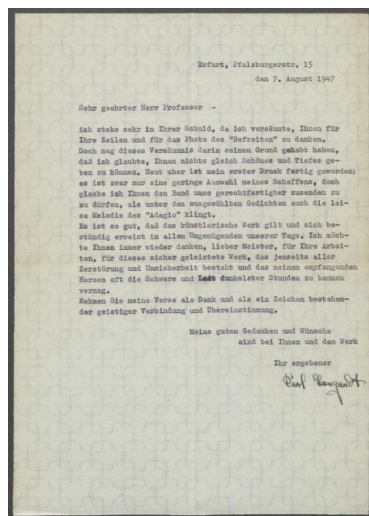 Erfurt, Pfalzburgerstr. 15
den 7. August 1947
Sehr geehrter Herr Professor -
ich stehe sehr in Ihrer Schuld, da ich versäumte, Ihnen für
Ihre Zeilen und für das Photo des "Befreiten" zu danken.
Doch mag dieses Versäumnis darin seinen Grund gehabt haben,
daß ich glaubte, Ihnen nichts gleich Schönes und Tiefes ge-
ben zu können. Heut aber ist mein erster Druck fertig geworden;
es ist zwar nur eine geringe Auswahl meines Schaffens, doch
glaube ich Ihnen den Band umso gerechtfertigter zusenden zu
zu dürfen, als unter den ausgewählten Gedichten auch die lei-
se Melodie des "Adagio" klingt.
Es ist so gut, daß das künstlerische Werk gilt und sich be-
ständig erweist in allem Ungenügenden unserer Tage. Ich möch-
te Ihnen immer wieder danken, lieber Meister, für Ihre Arbei-
ten, für dieses sicher geleistete Werk, das jenseits aller
Zerstörung und Unsicherheit besteht und das meinem empfangenden
Herzen oft die Schwere und Last dunkelster Stunden zu bannen
vermag.
Nehmen Sie meine Verse als Dank und als ein Zeichen bestehen-
der geistiger Verbindung und Übereinstimmung.
Meine guten Gedanken und Wünsche
sind bei Ihnen und dem Werk
Ihr ergebener